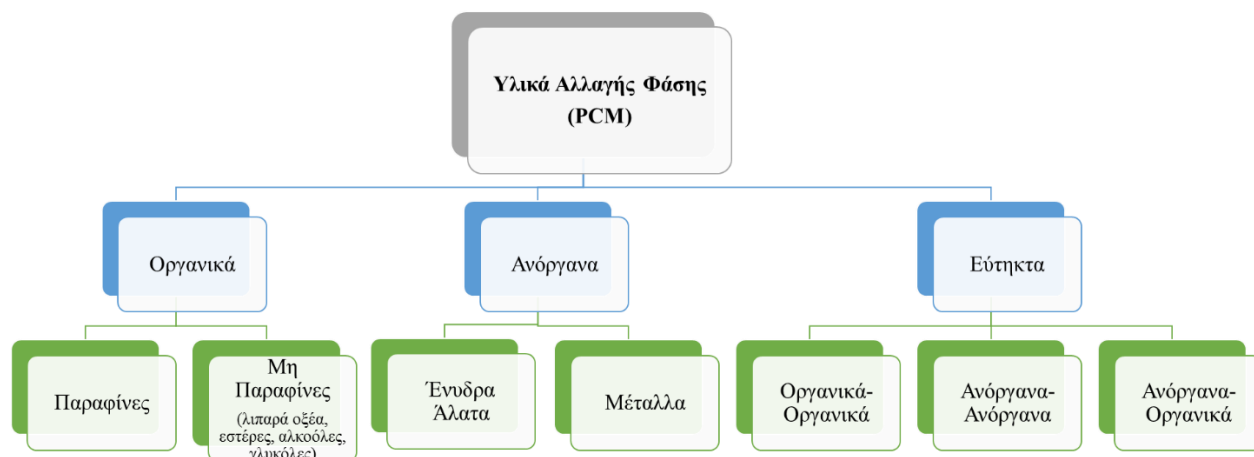 Υλικά Αλλαγής Φάσης
(PCM)
Οργανικά
Ανόργανα
Εύτηκτα
Παραφίνες
Μη
Παραφίνες
(λιπαρά οξέα,
εστέρες, αλκοόλες,
γλυκόλες)
Ένυδρα
Άλατα
Μέταλλα
Οργανικά-
Οργανικά
Ανόργανα-
Ανόργανα
Ανόργανα-
Οργανικά